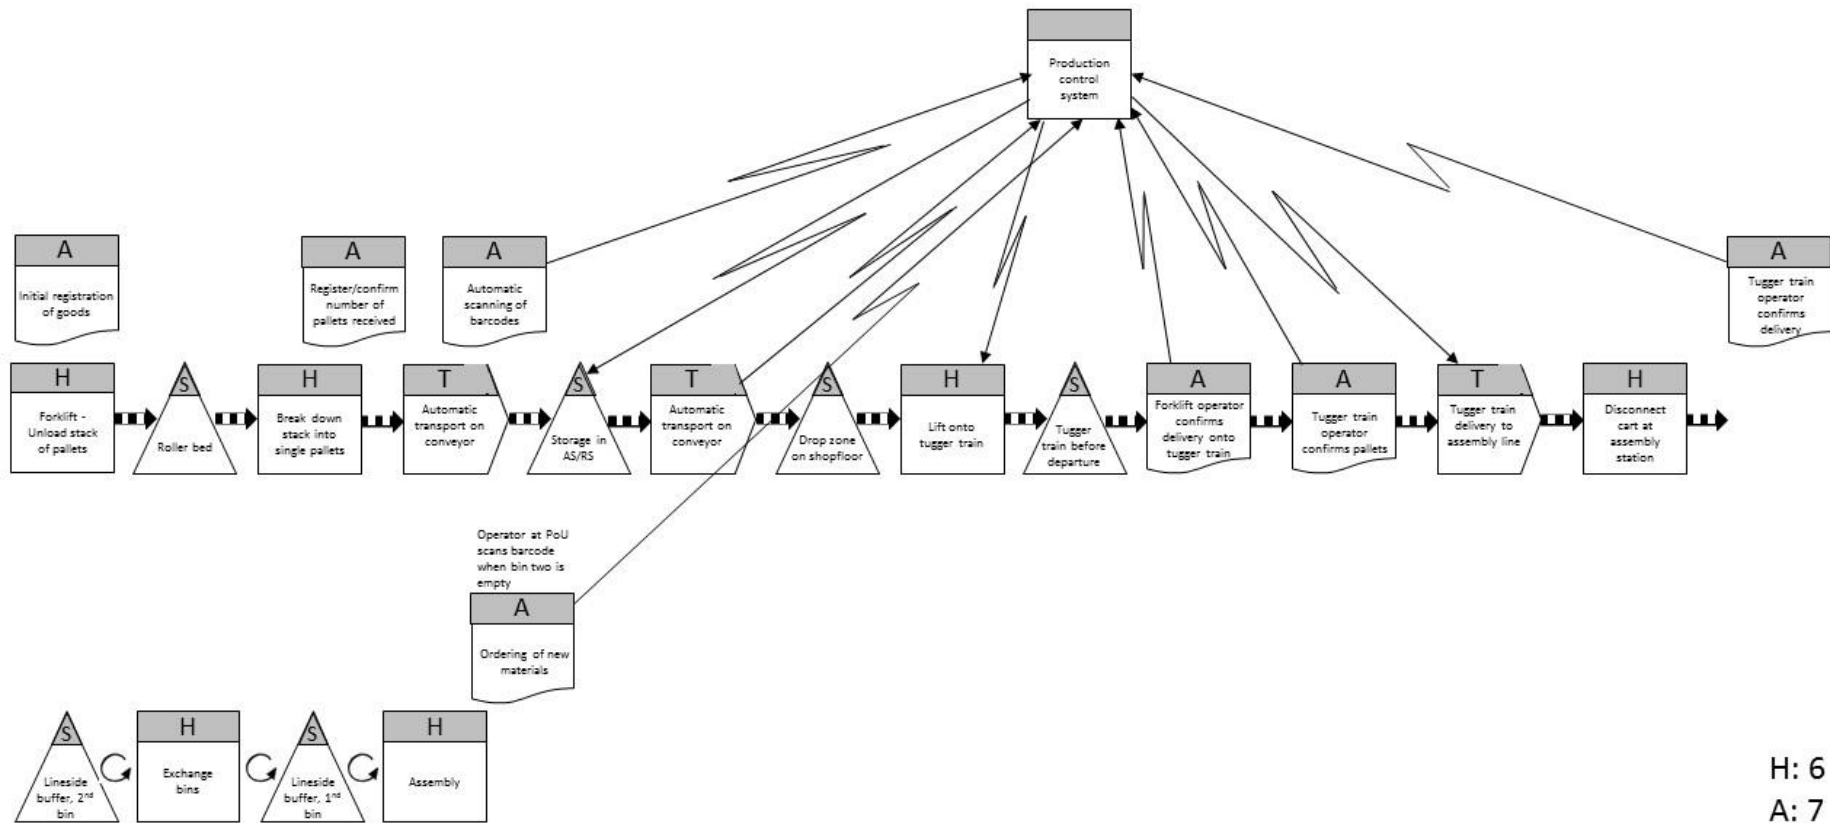 Production
control
system
A
Initial registration
of goods
A
Register/confirm
number of
pallets received
A
Automatic
scanning of
barcodes
A
Tugger train
operator
confirms
delivery
H
Forklift -
Unload stack
of pallets
S
Roller bed
H
Break down
stack into
single pallets
T
Automatic
transport on
conveyor
S
Storage in
AS/RS
T
Automatic
transport on
conveyor
S
Drop zone
on shopfloor
H
Lift onto
tugger train
S
Tugger
train before
departure
A
Forklift operator
confirms
delivery onto
tugger train
A
Tugger train
operator
confirms pallets
T
Tugger train
delivery to
assembly line
H
Disconnect
cart at
assembly
station
Operator at PoU
scans barcode
when bin two is
empty
A
Ordering of new
materials
S
Lineside
buffer, 2nd
bin
H
Exchange
bins
S
Lineside
buffer, 1nd
bin
H
Assembly
H: 6
A: 7